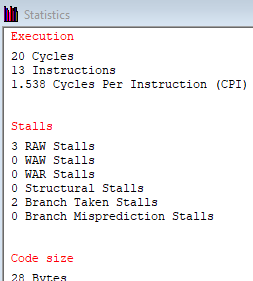 Statistics
Execution
20 Cycles
13 Instructions
1.538 Cycles Per Instruction (CPI)
Stalls
3 RAW Stalls
0 WAW Stalls
0 WAR Stalls
0 Structural Stalls
2 Branch Taken Stalls
0 Branch Misprediction Stalls
Code size
28 Bytes